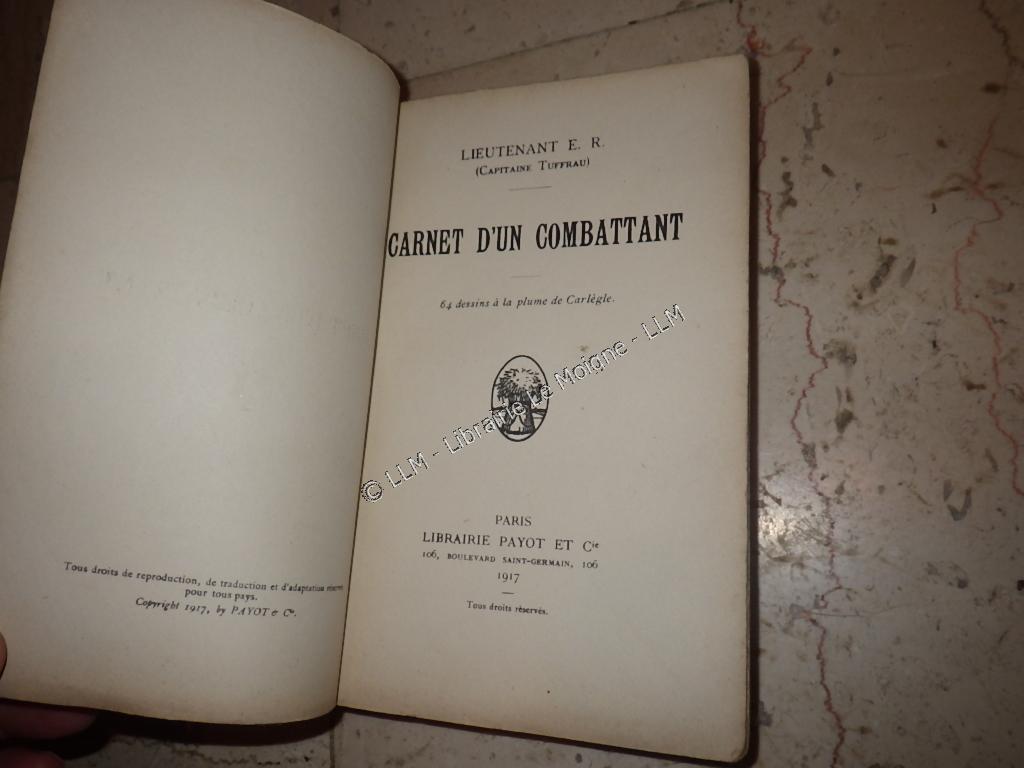 Tous droits de reproduction, de traduction et d'adaptation réservés
pour tous pays.
Copyright 1917, by PAYOT & Cie.
LIEUTENANT E. R.
(CAPITAINE TUFFRAU)
CARNET D'UN COMBATTANT
64 dessins à la plume de Carlègle.
© LLM - Librairie Le Moigne - LLM
PARIS
LIBRAIRIE PAYOT ET Cie
106, BOULEVARD SAINT-GERMAIN, 106
1917
Tous droits réservés.